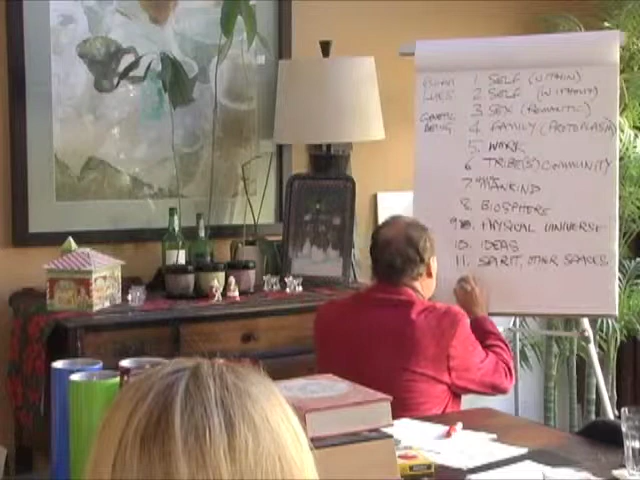 1. SELF (WITHIN)
2 SELF (WITHOUT)
3 SEX (ROMANTIC)
4. FAMILY (PROTOPLASM)
5. WORK
6 TRIBE(S) COMMUNITY
7. MANKIND
8. BIOSPHERE
9. PHYSICAL UNIVERSE
10. IDEAS
11. SPIRIT, OTHER SPACES,